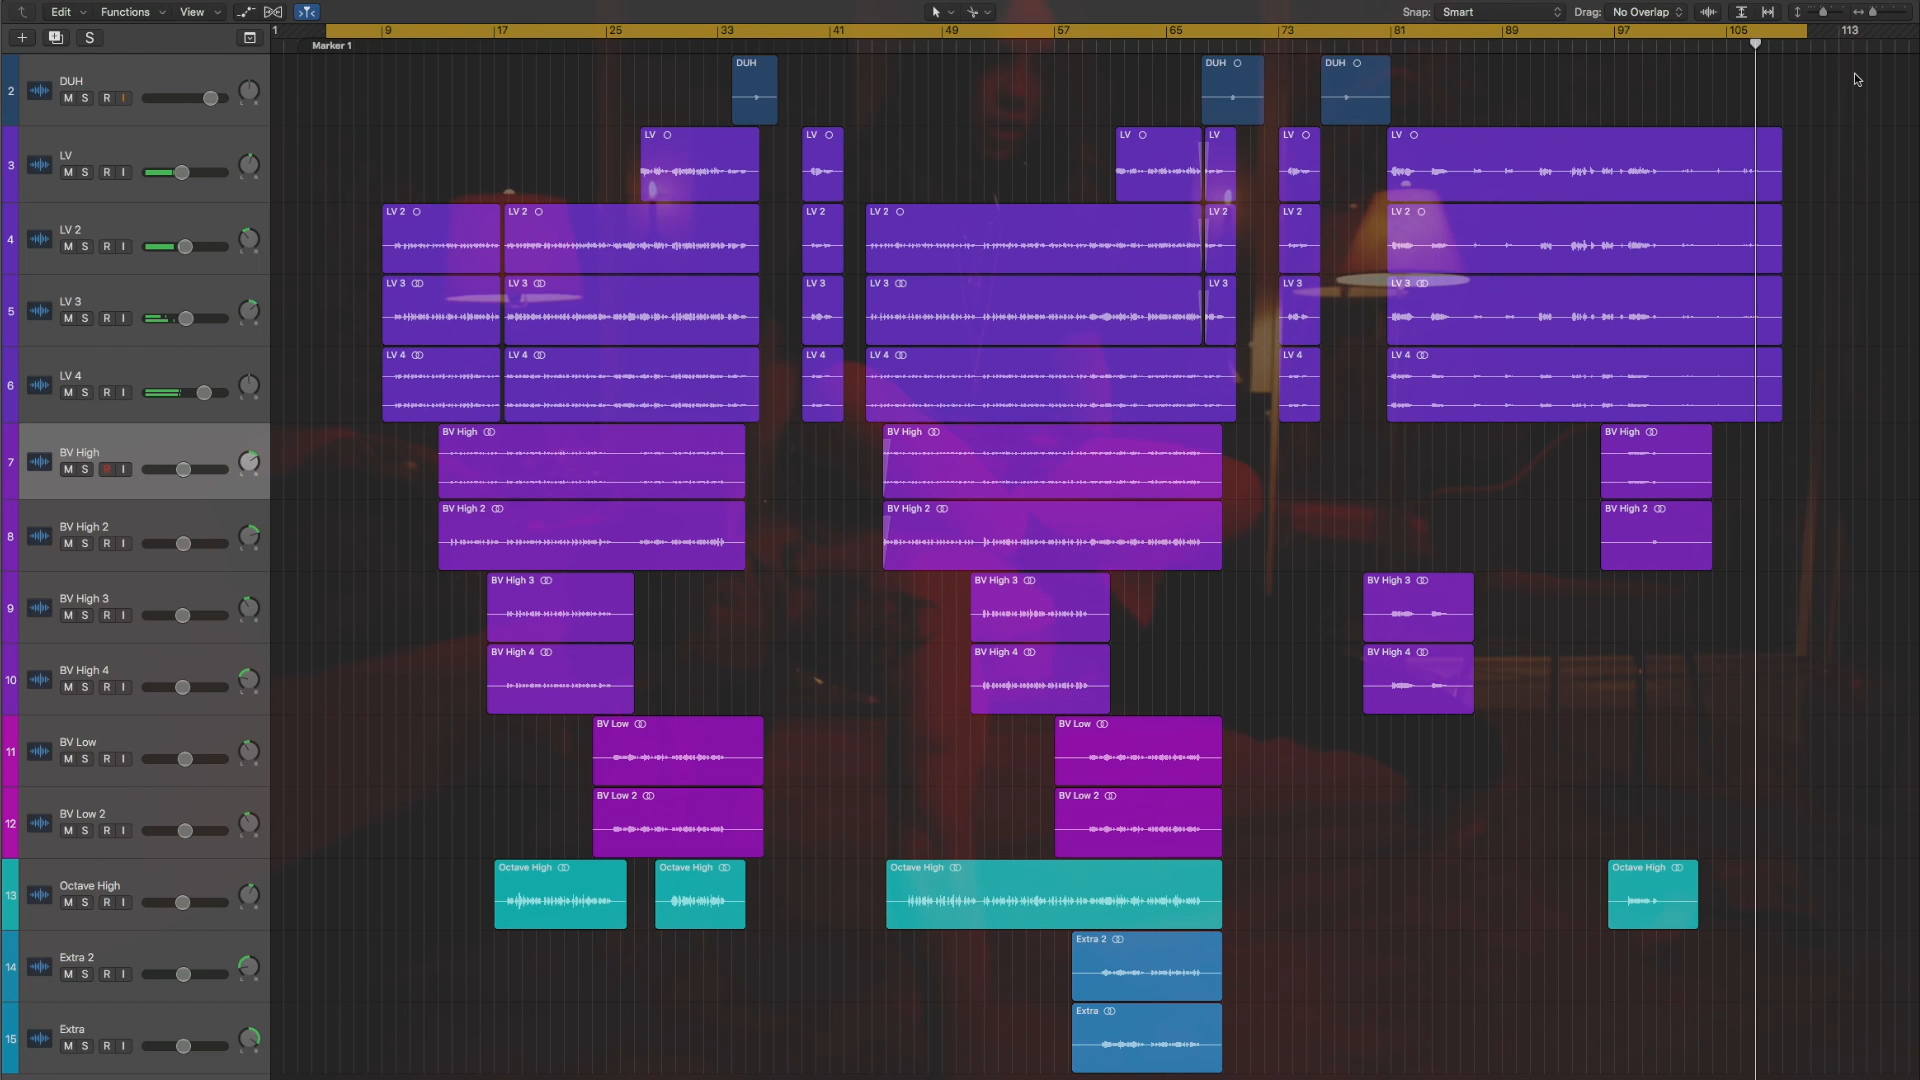 Edit Functions View Snap: Smart Drag: No Overlap
S 1 9 17 25 33 41 49 57 65 73 81 89 97 105 113
Marker 1
2 DUH M S R I DUH DUH DUH
3 LV M S R I LV LV LV LV LV LV
4 LV 2 M S R I LV 2 LV 2 LV 2 LV 2 LV 2 LV 2 LV 2
5 LV 3 M S R I LV 3 LV 3 LV 3 LV 3 LV 3 LV 3 LV 3
6 LV 4 M S R I LV 4 LV 4 LV 4 LV 4 LV 4 LV 4
7 BV High M S R I BV High BV High BV High
8 BV High 2 M S R I BV High 2 BV High 2 BV High 2
9 BV High 3 M S R I BV High 3 BV High 3 BV High 3
10 BV High 4 M S R I BV High 4 BV High 4 BV High 4
11 BV Low M S R I BV Low BV Low
12 BV Low 2 M S R I BV Low 2 BV Low 2
13 Octave High M S R I Octave High Octave High Octave High Octave High
14 Extra 2 M S R I Extra 2
15 Extra M S R I Extra